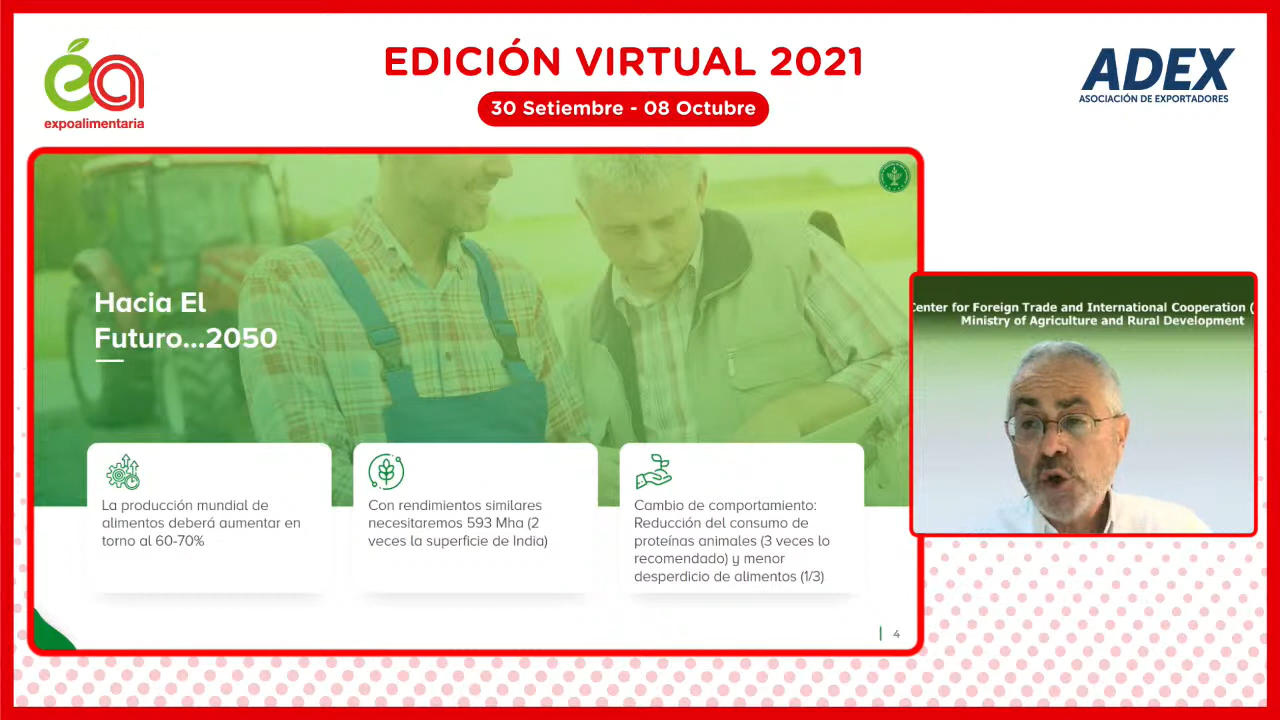 éa
expoalimentaria
EDICIÓN VIRTUAL 2021
30 Setiembre - 08 Octubre
ADEX
ASOCIACIÓN DE EXPORTADORES
Hacia El
Futuro...2050
La producción mundial de
alimentos deberá aumentar en
torno al 60-70%
Con rendimientos similares
necesitaremos 593 Mha (2
veces la superficie de India)
Cambio de comportamiento:
Reducción del consumo de
proteínas animales (3 veces lo
recomendado) y menor
desperdicio de alimentos (1/3)
4
Center for Foreign Trade and International Cooperation (
Ministry of Agriculture and Rural Development